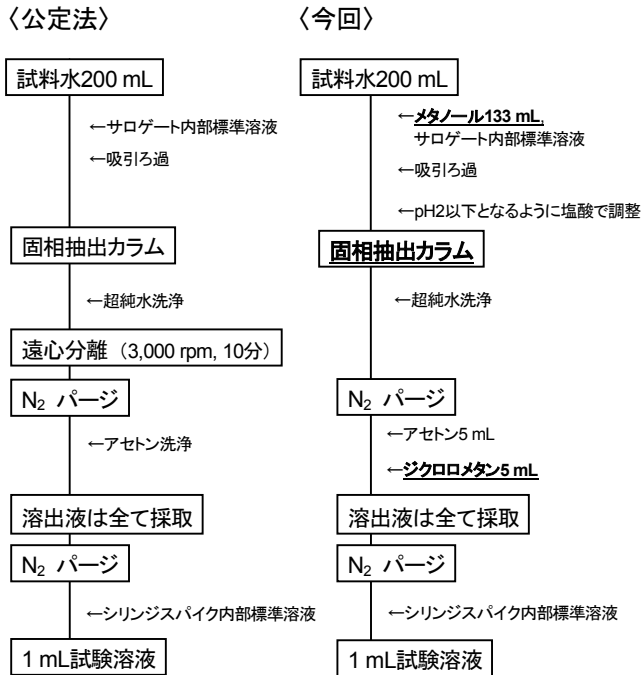 〈公定法〉
試料水200 mL
←サロゲート内部標準溶液
←吸引ろ過
固相抽出カラム
←超純水洗浄
遠心分離 （3,000 rpm, 10分）
N₂ パージ
←アセトン洗浄
溶出液は全て採取
N₂ パージ
←シリンジスパイク内部標準溶液
1 mL試験溶液
〈今回〉
試料水200 mL
←メタノール133 mL,
サロゲート内部標準溶液
←吸引ろ過
←pH2以下となるように塩酸で調整
固相抽出カラム
←超純水洗浄
N₂ パージ
←アセトン5 mL
←ジクロロメタン5 mL
溶出液は全て採取
N₂ パージ
←シリンジスパイク内部標準溶液
1 mL試験溶液